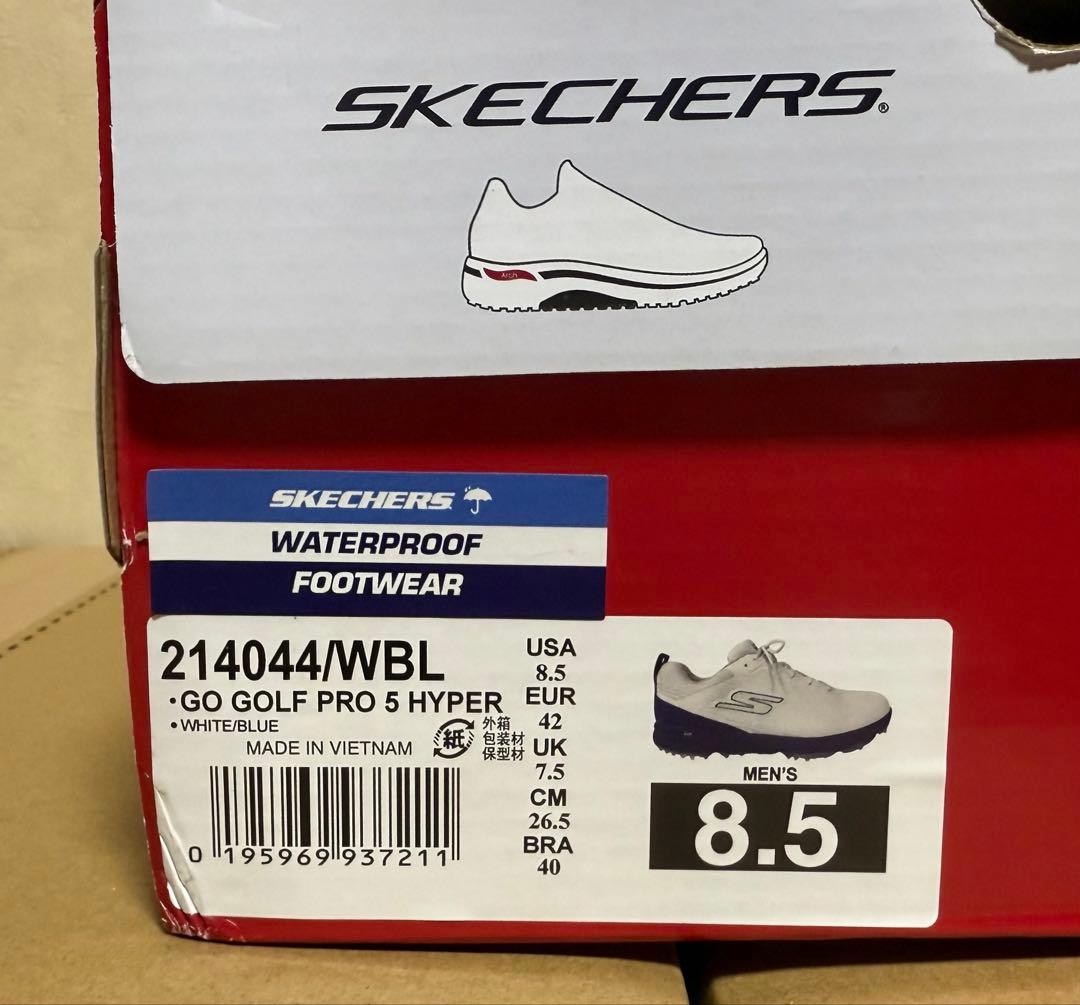 SKECHERS®
Arch
SKECHERS
WATERPROOF
FOOTWEAR
214044/WBL
•GO GOLF PRO 5 HYPER
•WHITE/BLUE
MADE IN VIETNAM
紙
外箱
包装材
保型材
0 195969 937211
USA
8.5
EUR
42
UK
7.5
CM
26.5
BRA
40
MEN'S
8.5